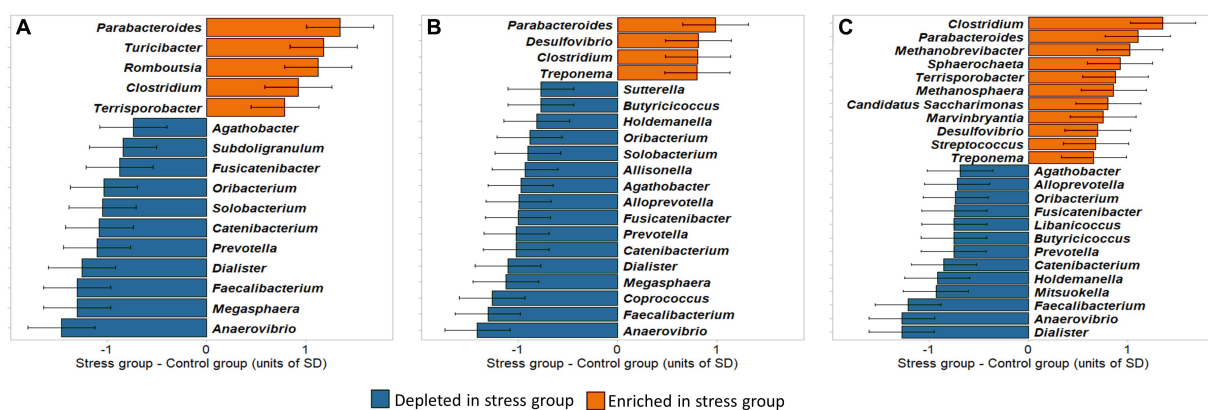 A
Parabacteroides
Turicibacter
Romboutsia
Clostridium
Terrisporobacter
Agathobacter
Subdoligranulum
Fusicatenibacter
Oribacterium
Solobacterium
Catenibacterium
Prevotella
Dialister
Faecalibacterium
Megasphaera
Anaerovibrio
-1 0 1
Stress group - Control group (units of SD)
B
Parabacteroides
Desulfovibrio
Clostridium
Treponema
Sutterella
Butyricicoccus
Holdemanella
Oribacterium
Solobacterium
Allisonella
Agathobacter
Alloprevotella
Fusicatenibacter
Prevotella
Catenibacterium
Dialister
Megasphaera
Coprococcus
Faecalibacterium
Anaerovibrio
-1 0 1
Stress group - Control group (units of SD)
C
Clostridium
Parabacteroides
Methanobrevibacter
Sphaerochaeta
Terrisporobacter
Methanosphaera
Candidatus Saccharimonas
Marvinbryantia
Desulfovibrio
Streptococcus
Treponema
Agathobacter
Alloprevotella
Oribacterium
Fusicatenibacter
Libanicoccus
Butyricicoccus
Prevotella
Catenibacterium
Holdemanella
Mitsuokella
Faecalibacterium
Anaerovibrio
Dialister
-1 0 1
Stress group - Control group (units of SD)
Depleted in stress group Enriched in stress group